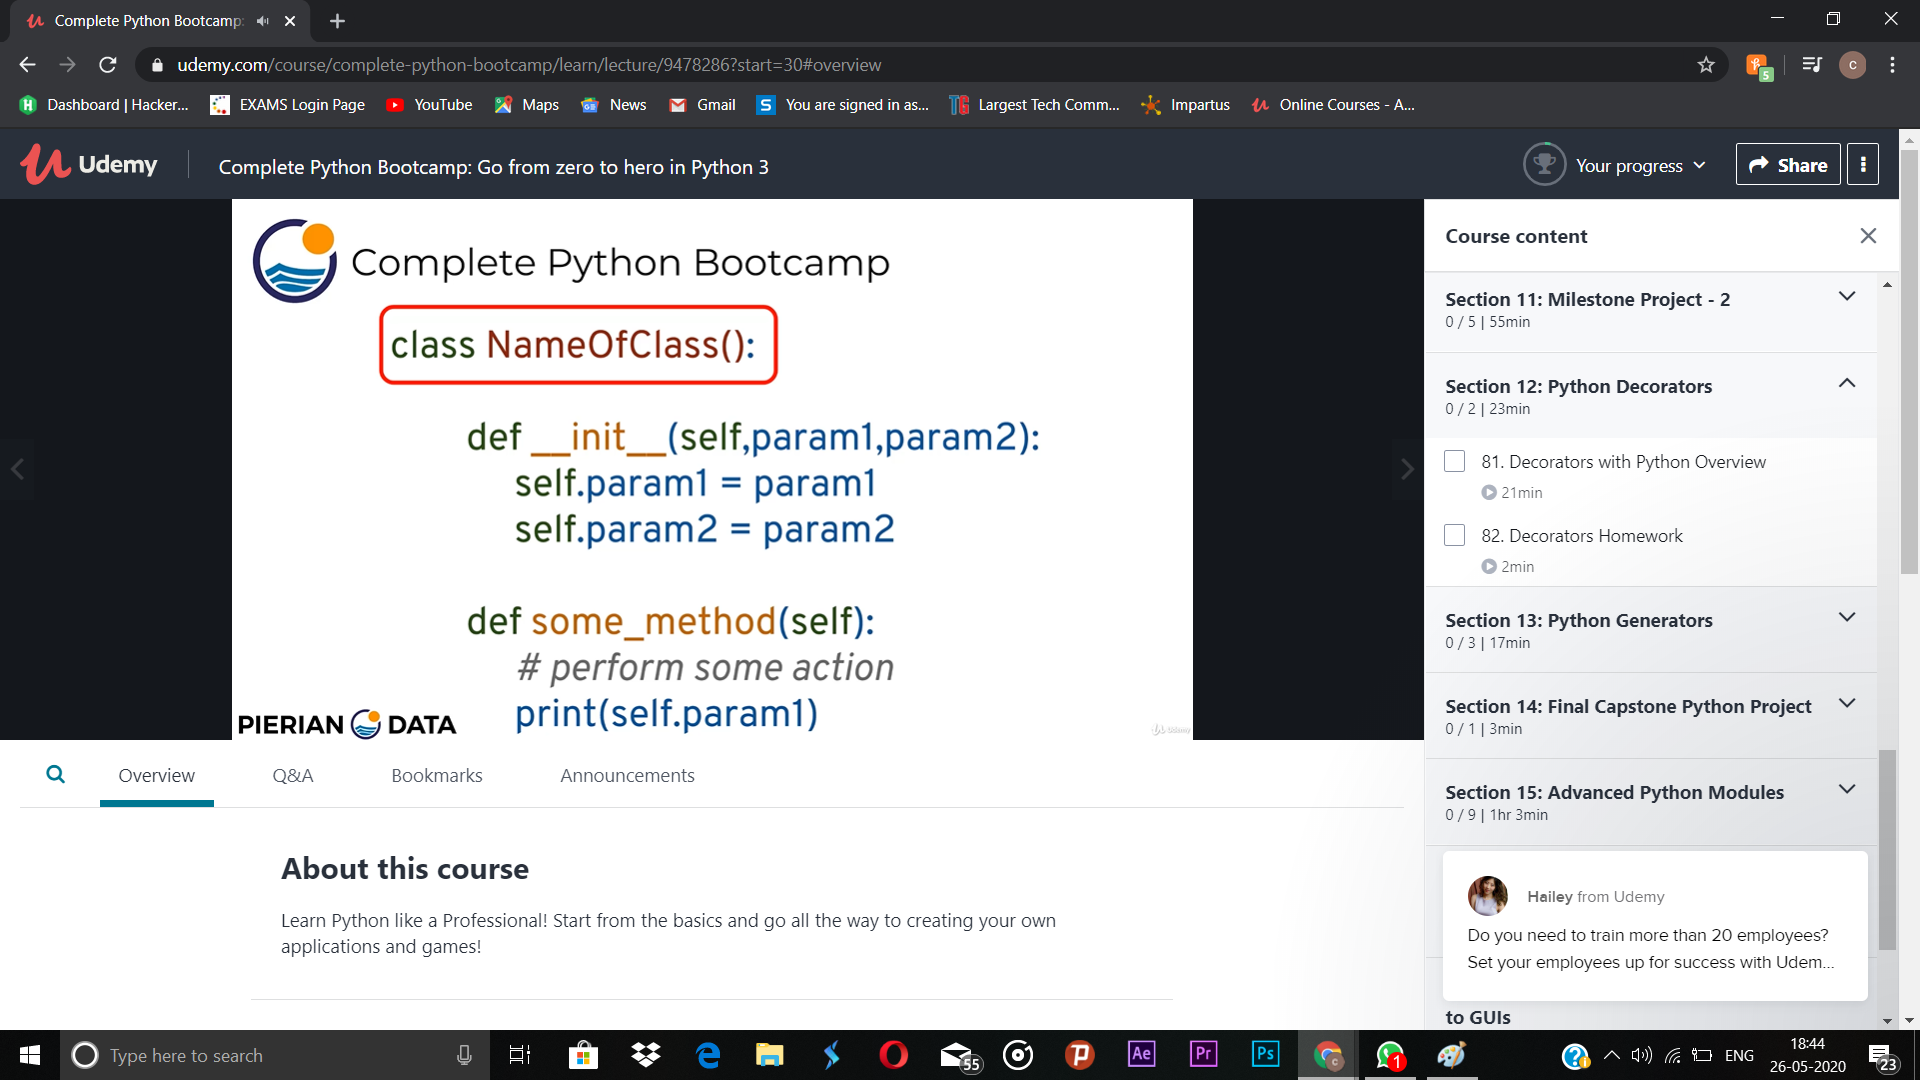 Complete Python Bootcamp:
udemy.com/course/complete-python-bootcamp/learn/lecture/9478286?start=30#overview
5
c
Dashboard | Hacker...
EXAMS Login Page
YouTube
Maps
News
Gmail
You are signed in as...
Largest Tech Comm...
Impartus
Online Courses - A...
Udemy
Complete Python Bootcamp: Go from zero to hero in Python 3
Your progress
Share
Complete Python Bootcamp
class NameOfClass():
def __init__(self,param1,param2):
self.param1 = param1
self.param2 = param2
def some_method(self):
# perform some action
print(self.param1)
PIERIAN DATA
Udemy
Course content
Section 11: Milestone Project - 2
0 / 5 | 55min
Section 12: Python Decorators
0 / 2 | 23min
81. Decorators with Python Overview
21min
82. Decorators Homework
2min
Section 13: Python Generators
0 / 3 | 17min
Section 14: Final Capstone Python Project
0 / 1 | 3min
Section 15: Advanced Python Modules
0 / 9 | 1hr 3min
Hailey from Udemy
Do you need to train more than 20 employees?
Set your employees up for success with Udem...
to GUIs
Overview
Q&A
Bookmarks
Announcements
About this course
Learn Python like a Professional! Start from the basics and go all the way to creating your own
applications and games!
Type here to search
55
Ae
Pr
Ps
c
1
ENG
18:44
26-05-2020
23